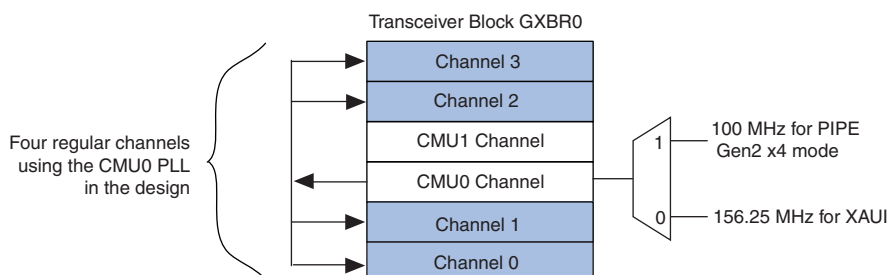 Transceiver Block GXBR0
Channel 3
Channel 2
CMU1 Channel
CMU0 Channel
Channel 1
Channel 0
Four regular channels
using the CMU0 PLL
in the design
1
0
100 MHz for PIPE
Gen2 x4 mode
156.25 MHz for XAUI